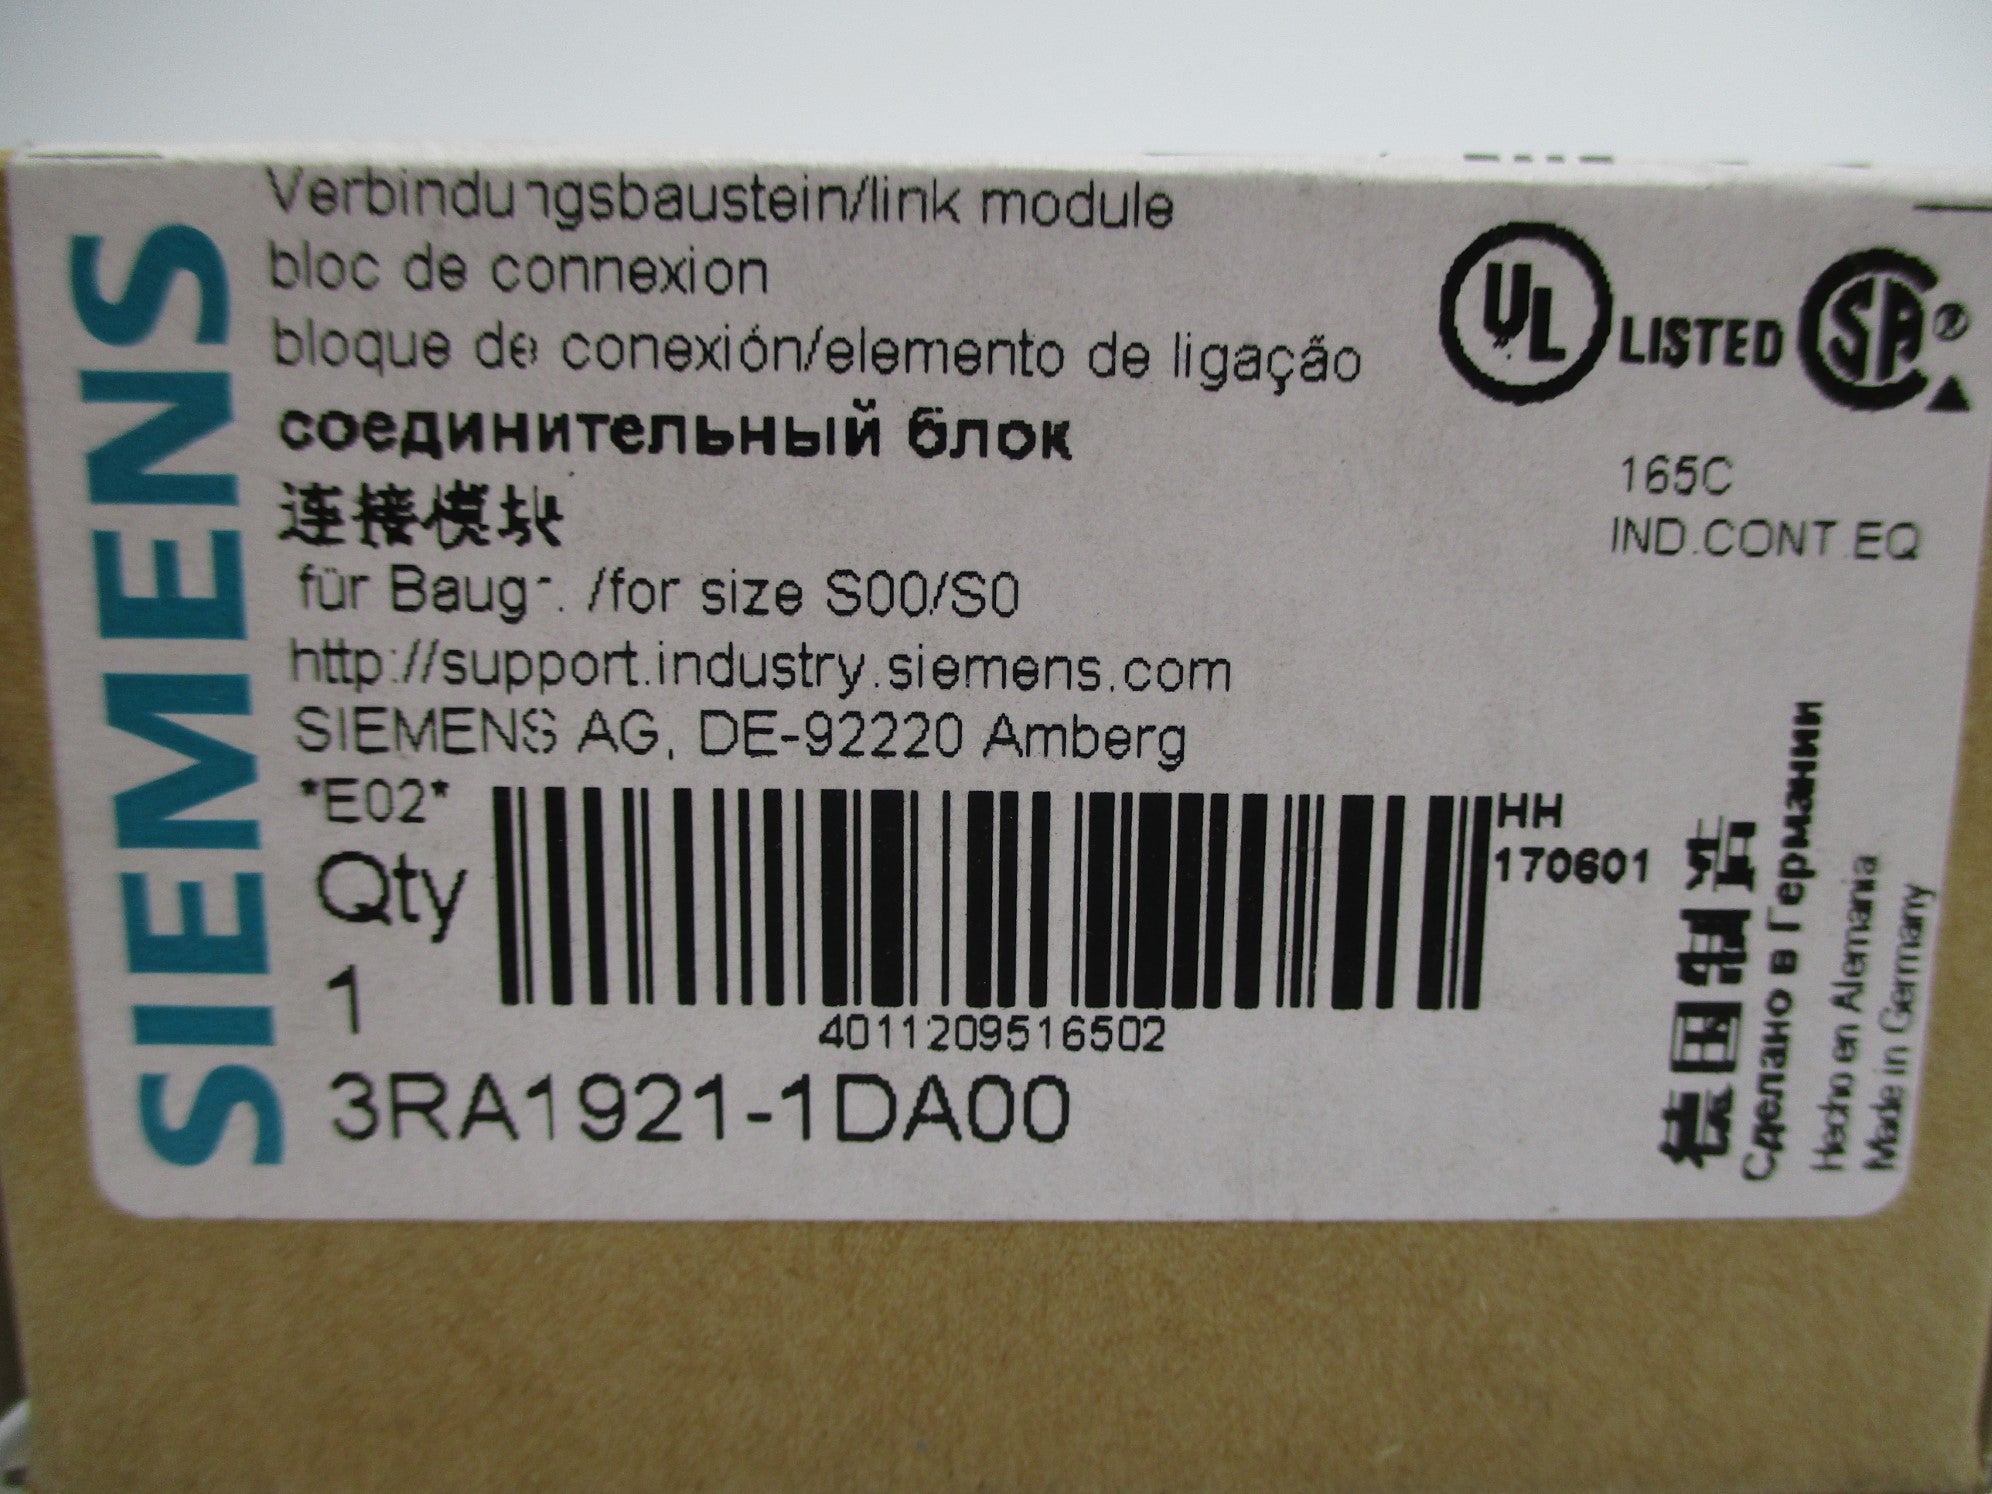 SIEMENS
Verbindungsbaustein/link module
bloc de connexion
bloque de conexión/elemento de ligação
соединительный блок
连接模块
für Baugr. /for size S00/S0
http://support.industry.siemens.com
SIEMENS AG, DE-92220 Amberg
*E02*
Qty
1
HH
170601
4011209516502
3RA1921-1DA00
UL LISTED SA ®
165C
IND.CONT.EQ
德国制造
Сделано в Германии
Hecho en Alemania
Made in Germany